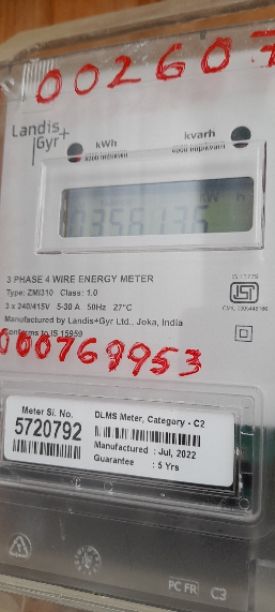 002607
Landis
Gyr+
kWh kvarh
3 PHASE 4 WIRE ENERGY METER
Type: ZMI310 Class: 1.0
3 x 240/415V 5-30 A 50Hz 27°C
Manufactured by Landis+Gyr Ltd., Joka, India
Conforms to IS 15959
000769953
Meter Sl. No.
5720792
DLMS Meter, Category - C2
Manufactured : Jul, 2022
Guarantee : 5 Yrs
PC FR C3